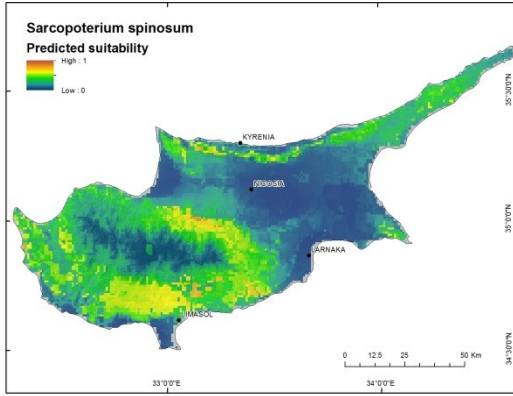 Sarcopoterium spinosum
Predicted suitability
High : 1
Low : 0
KYRENIA
NICOSIA
LARNAKA
LIMASOL
35°30'0"E
35°0'0"E
34°30'0"E
0 12.5 25 50 Km
33°0'0"E
34°0'0"E